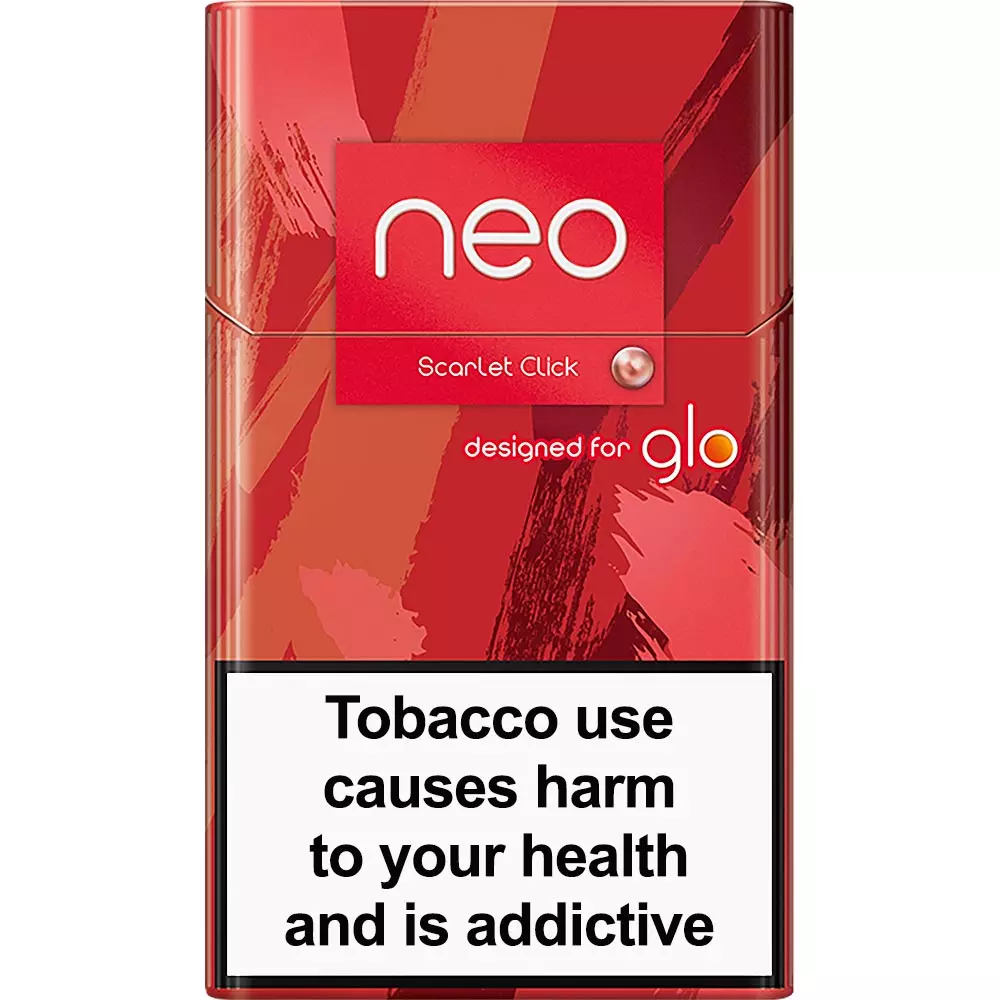 neo
Scarlet Click
designed for glo
Tobacco use
causes harm
to your health
and is addictive